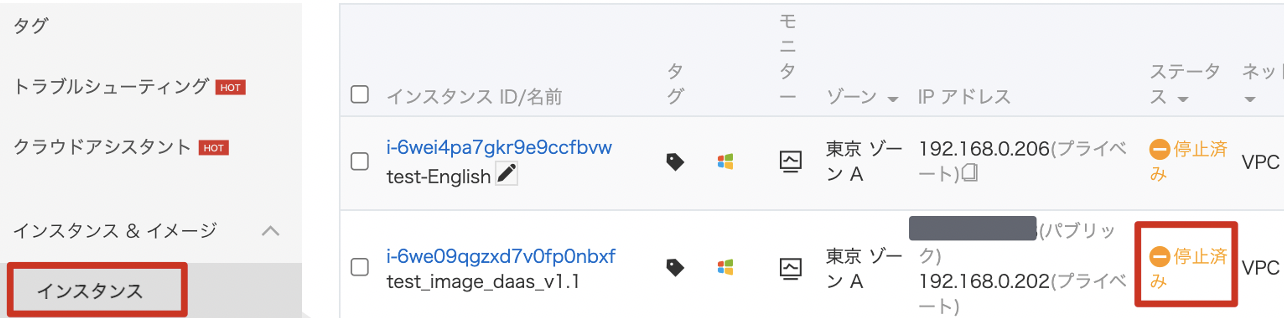 タグ
トラブルシューティング HOT
クラウドアシスタント HOT
インスタンス & イメージ
インスタンス
インスタンス ID/名前
タ
グ
モ
ニ
タ
ー
ゾーン
IP アドレス
ステータ
ス
ネット
i-6wei4pa7gkr9e9ccfbvw
test-English
東京 ゾー
ン A
192.168.0.206(プライベ
ート)
停止済
み
VPC
i-6we09qgzxd7v0fp0nbxf
test_image_daas_v1.1
東京 ゾー
ン A
(パブリッ
ク)
192.168.0.202(プライベ
ート)
停止済
み
VPC